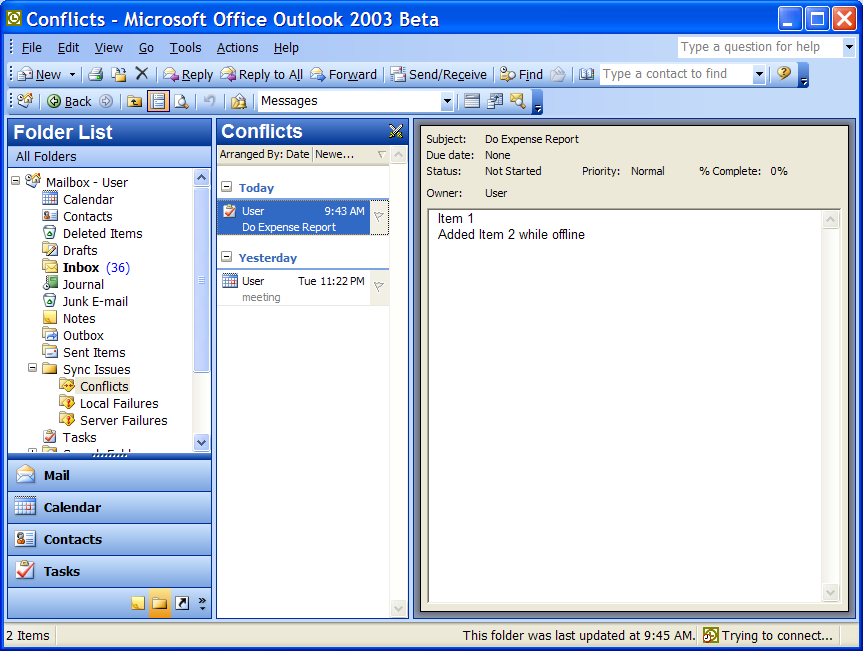 Conflicts - Microsoft Office Outlook 2003 Beta
File Edit View Go Tools Actions Help Type a question for help
New Reply Reply to All Forward Send/Receive Find Type a contact to find
Back Messages
Folder List
All Folders
Mailbox - User
Calendar
Contacts
Deleted Items
Drafts
Inbox (36)
Journal
Junk E-mail
Notes
Outbox
Sent Items
Sync Issues
Conflicts
Local Failures
Server Failures
Tasks
Mail
Calendar
Contacts
Tasks
Conflicts
Arranged By: Date Newe...
Today
User 9:43 AM
Do Expense Report
Yesterday
User Tue 11:22 PM
meeting
Subject: Do Expense Report
Due date: None
Status: Not Started Priority: Normal % Complete: 0%
Owner: User
Item 1
Added Item 2 while offline
2 Items This folder was last updated at 9:45 AM. Trying to connect...